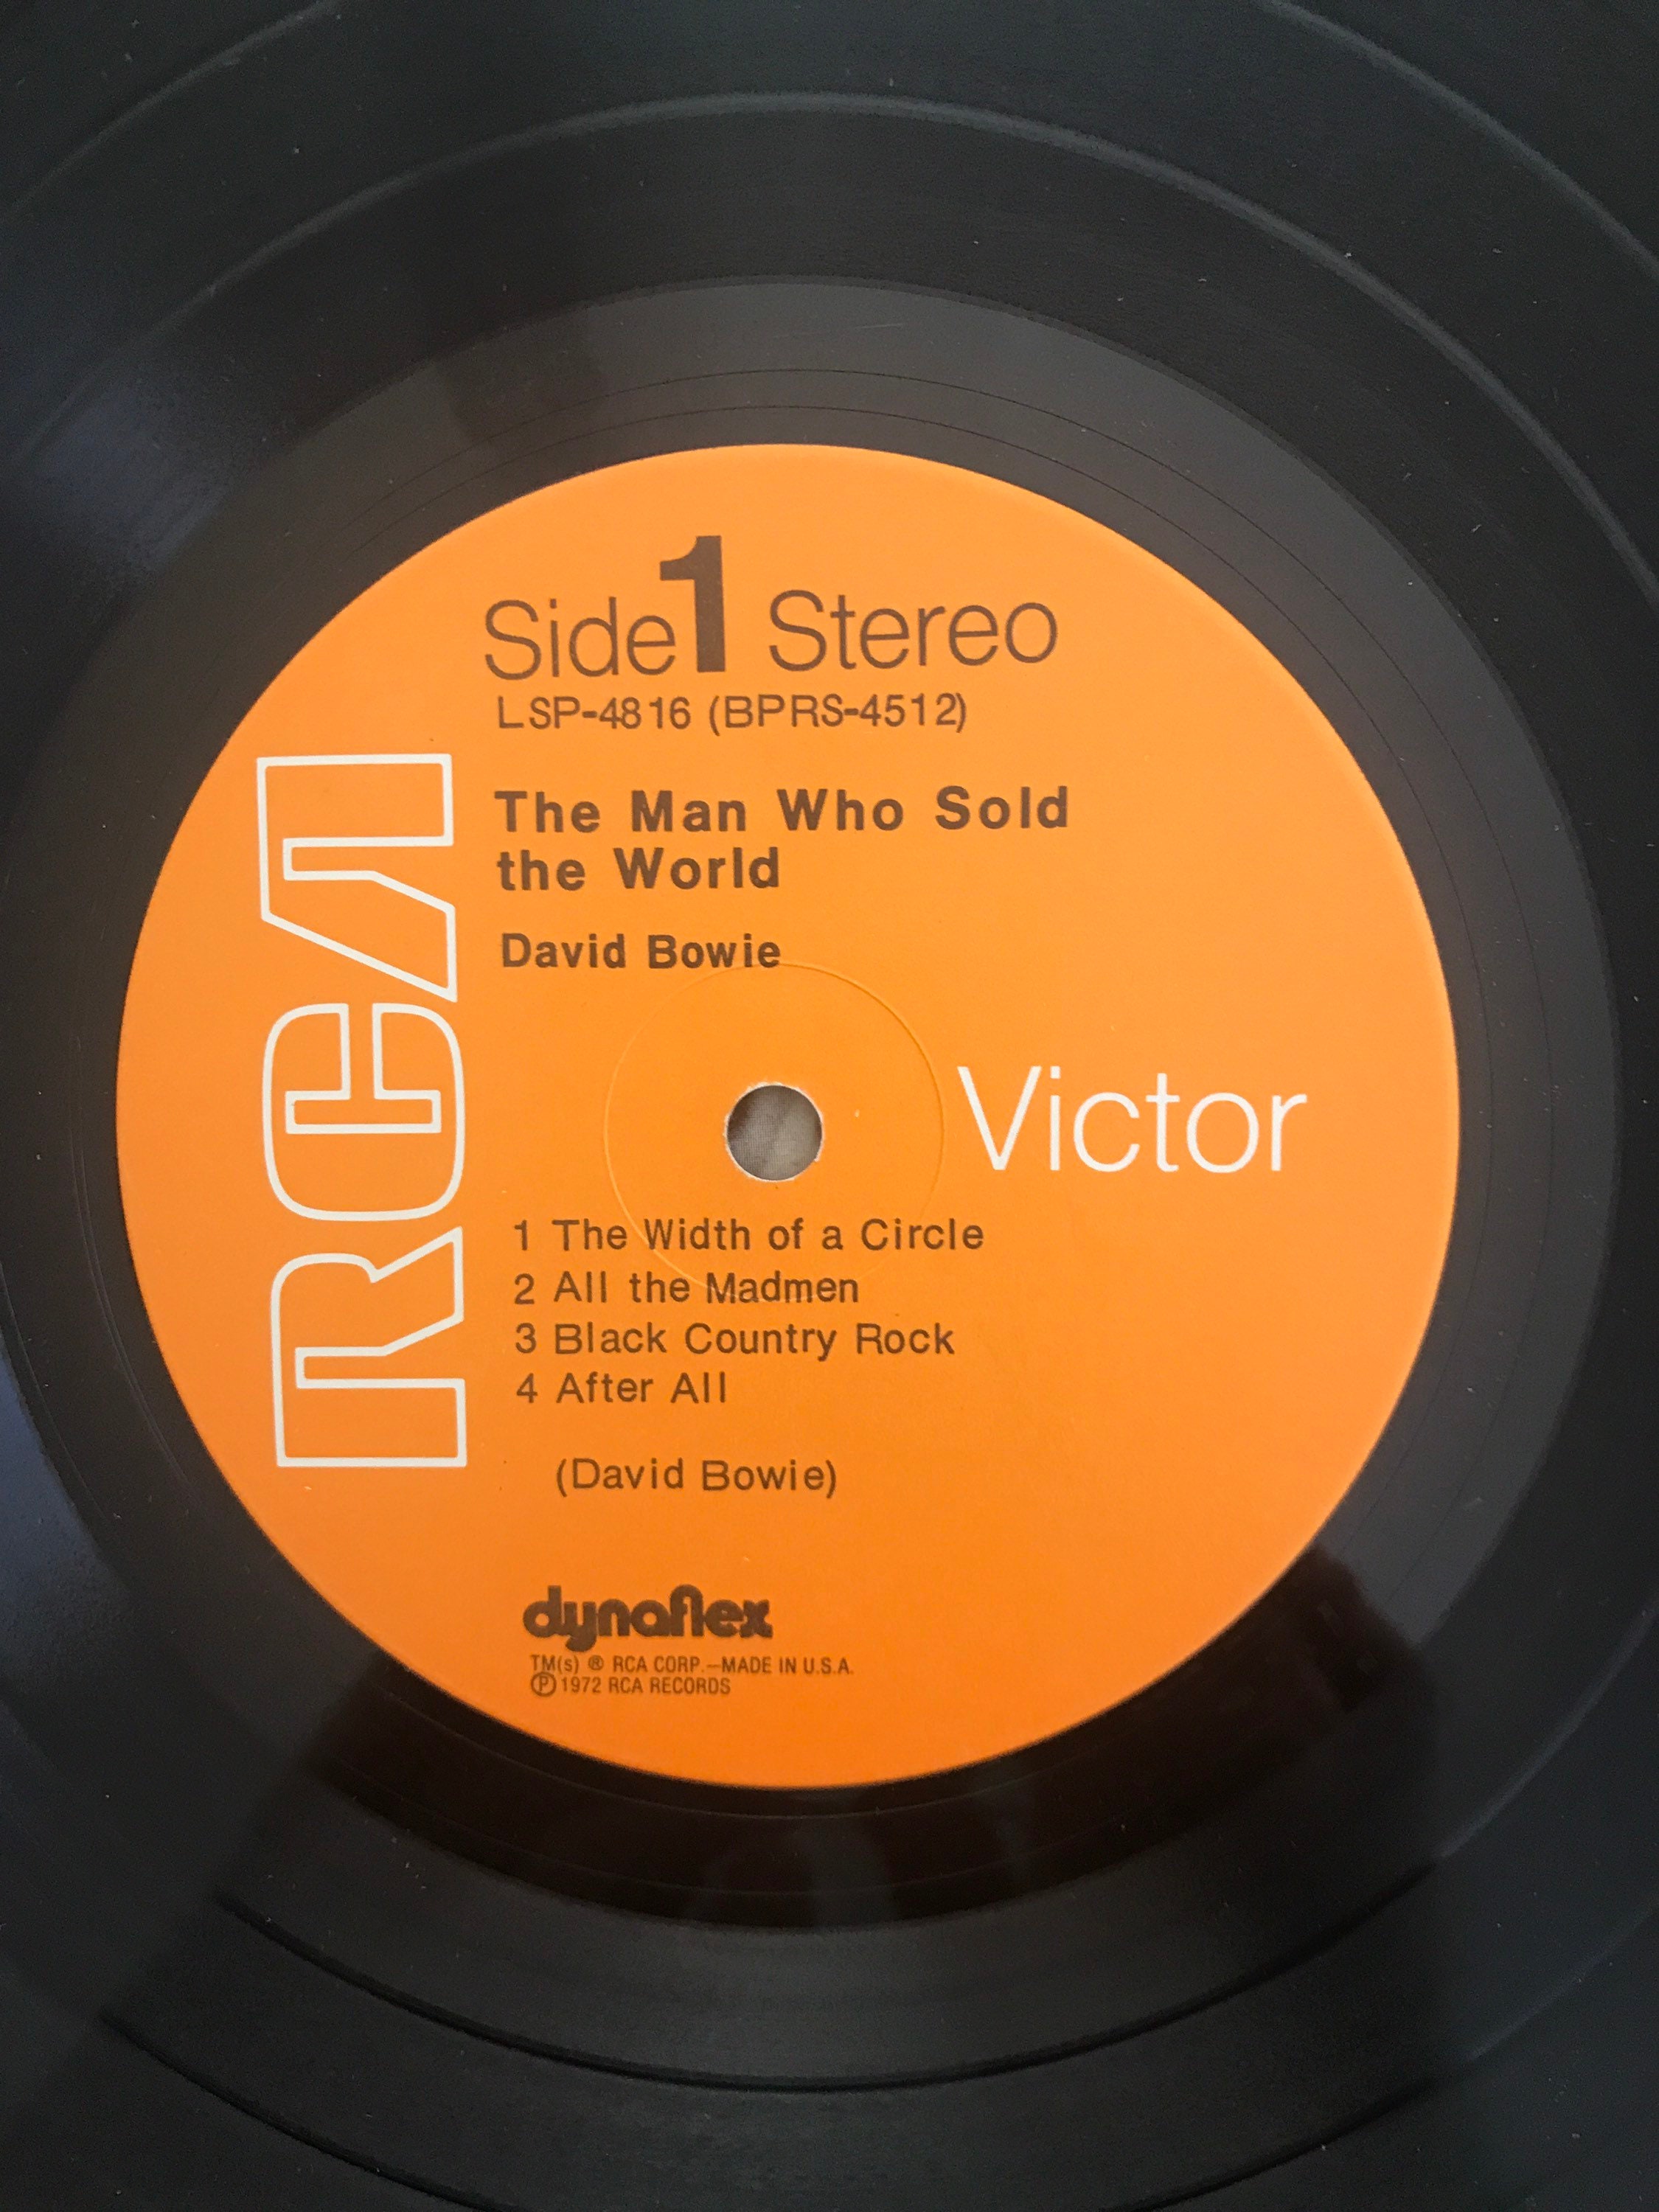 Side 1 Stereo
LSP-4816 (BPRS-4512)
The Man Who Sold
the World
David Bowie
RCA
Victor
1 The Width of a Circle
2 All the Madmen
3 Black Country Rock
4 After All
(David Bowie)
dynaflex
TM(s) ® RCA CORP.—MADE IN U.S.A.
℗ 1972 RCA RECORDS